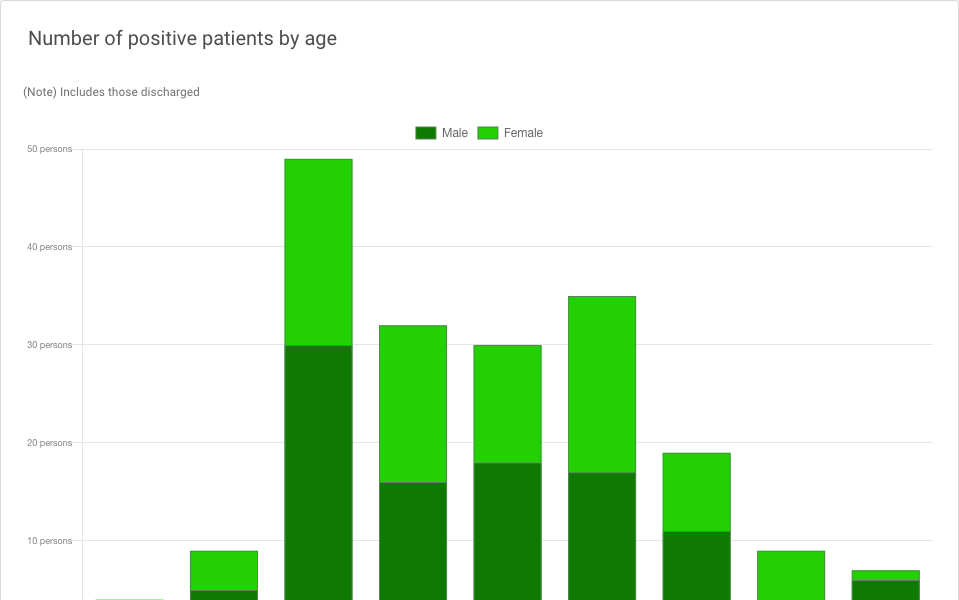 Number of positive patients by age
(Note) Includes those discharged
Male Female
50 persons
40 persons
30 persons
20 persons
10 persons